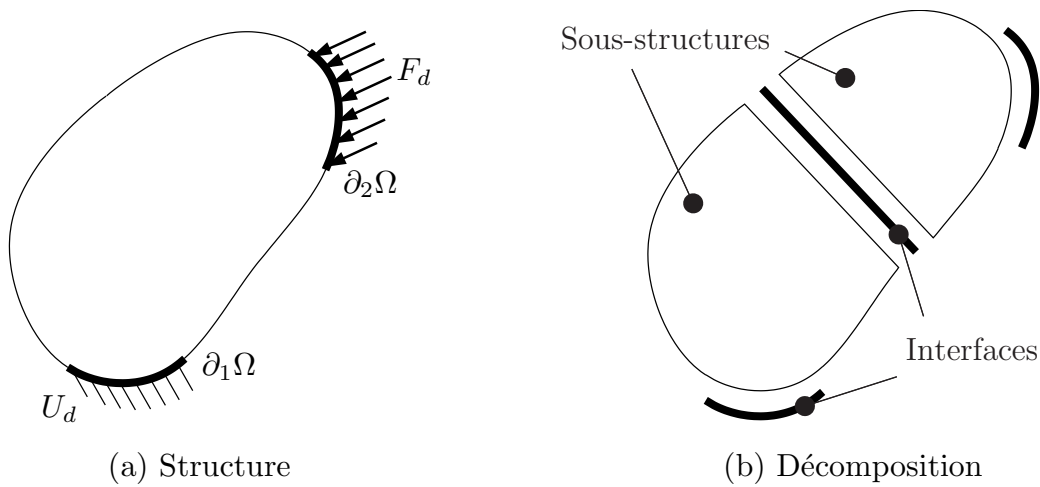 F_d
∂₂Ω
∂₁Ω
U_d
(a) Structure
Sous-structures
Interfaces
(b) Décomposition